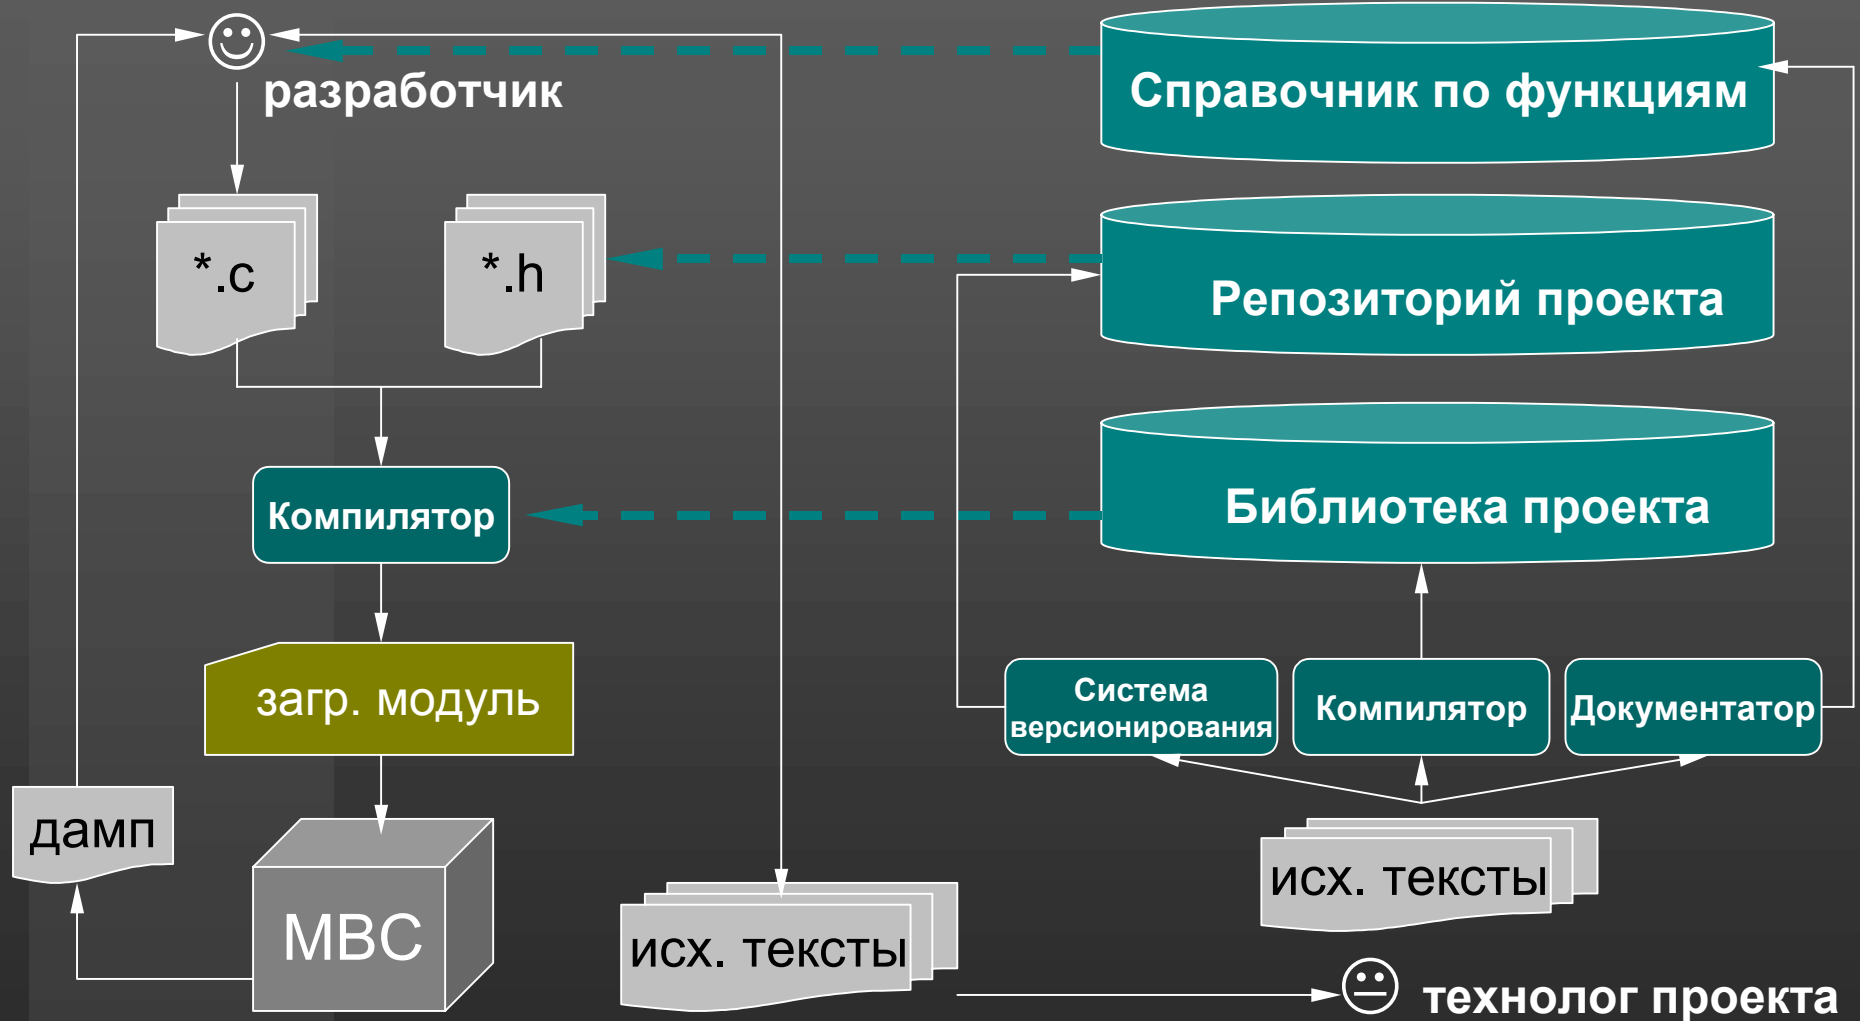 разработчик
Справочник по функциям
*.c
*.h
Репозиторий проекта
Компилятор
Библиотека проекта
загр. модуль
Система
версионирования
Компилятор
Документатор
дамп
МВС
исх. тексты
исх. тексты
технолог проекта